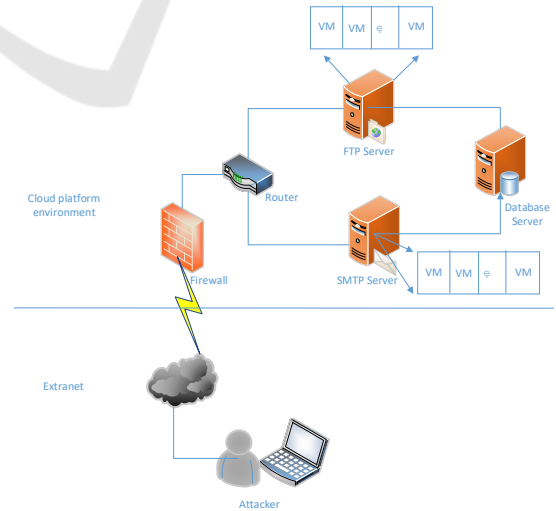 VM VM VM
FTP Server
Router
Database
Server
Cloud platform
environment
Firewall
SMTP Server
VM VM VM
Extranet
Attacker